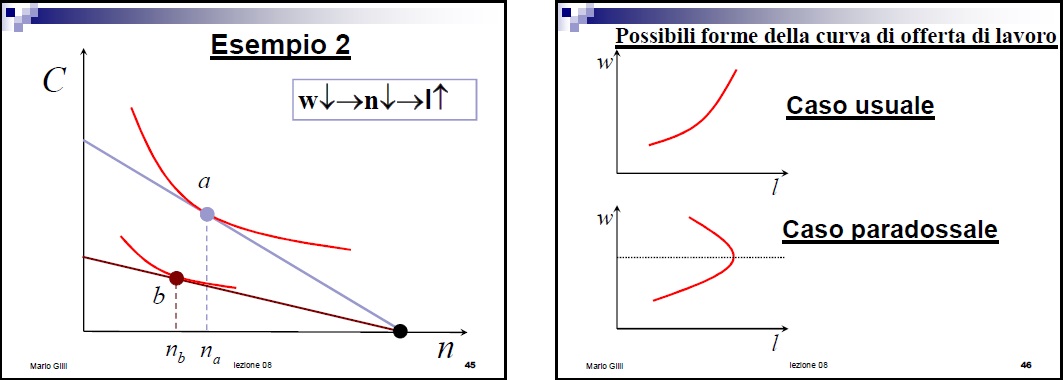 Esempio 2
C
w↓→n↓→l↑
a
b
n_b n_a
n
Mario Gilli lezione 08 45
Possibili forme della curva di offerta di lavoro
w
Caso usuale
l
w
Caso paradossale
l
Mario Gilli lezione 08 46